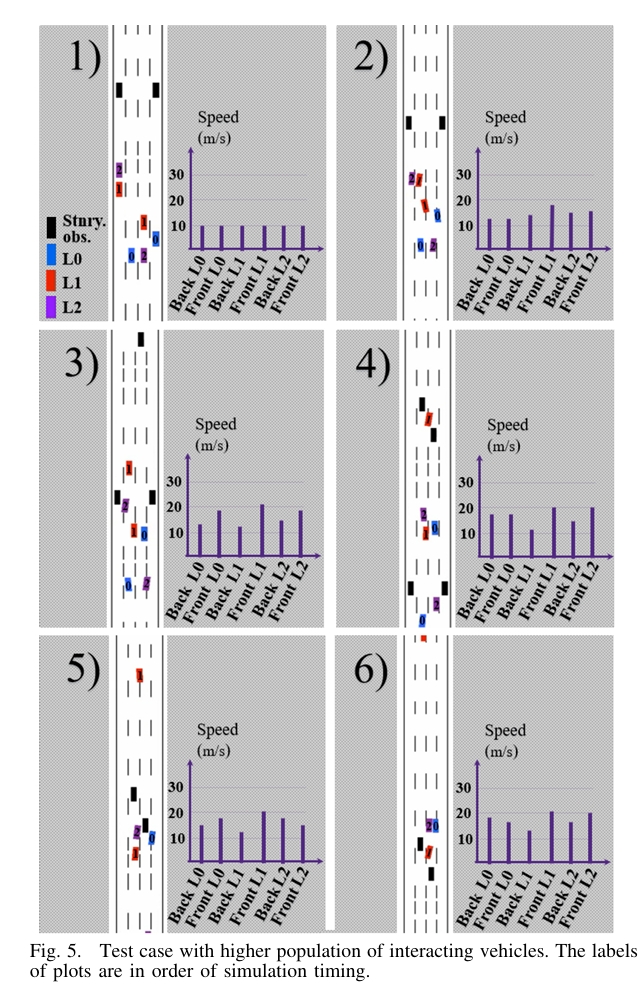 1)
2
1
1
0
0 2
Stnry.
obs.
L0
L1
L2
Speed
(m/s)
30
20
10
Back L0
Front L0
Back L1
Front L1
Back L2
Front L2
2)
2 1
1
0
0 2
Speed
(m/s)
30
20
10
Back L0
Front L0
Back L1
Front L1
Back L2
Front L2
3)
1
2
1 0
0 2
Speed
(m/s)
30
20
10
Back L0
Front L0
Back L1
Front L1
Back L2
Front L2
4)
1
2
0
1
2
0
Speed
(m/s)
30
20
10
Back L0
Front L0
Back L1
Front L1
Back L2
Front L2
5)
1
2
0
1
Speed
(m/s)
30
20
10
Back L0
Front L0
Back L1
Front L1
Back L2
Front L2
6)
2 0
1
Speed
(m/s)
30
20
10
Back L0
Front L0
Back L1
Front L1
Back L2
Front L2
Fig. 5. Test case with higher population of interacting vehicles. The labels
of plots are in order of simulation timing.